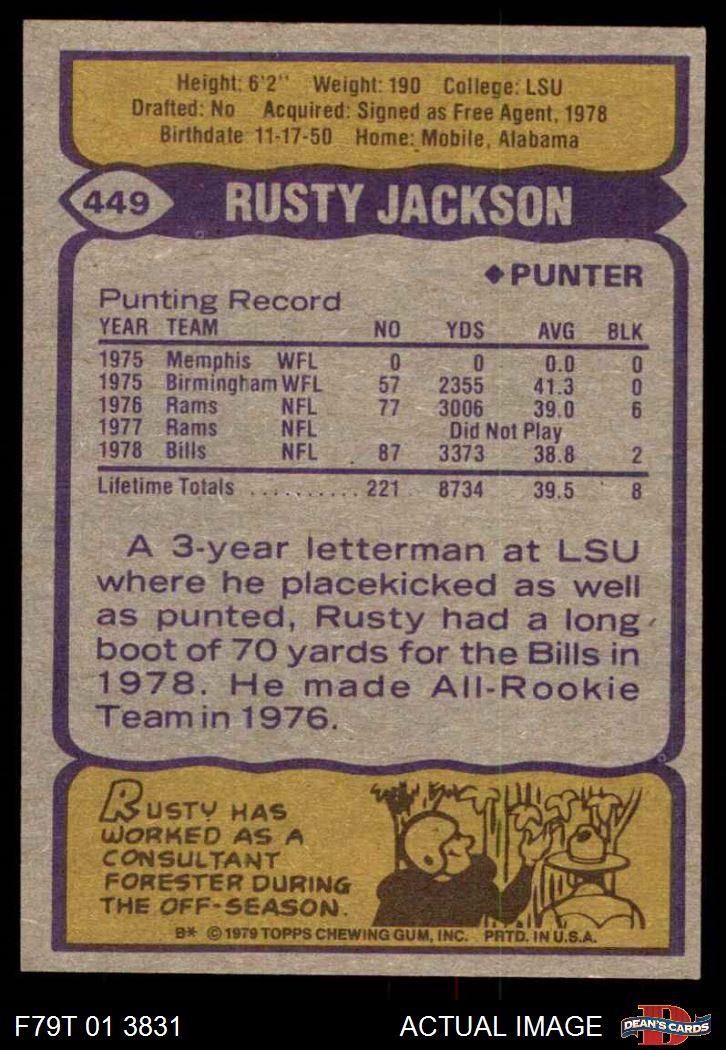 Height: 6'2" Weight: 190 College: LSU
Drafted: No Acquired: Signed as Free Agent, 1978
Birthdate 11-17-50 Home: Mobile, Alabama
449 RUSTY JACKSON
◆PUNTER
Punting Record
YEAR TEAM NO YDS AVG BLK
1975 Memphis WFL 0 0 0.0 0
1975 Birmingham WFL 57 2355 41.3 0
1976 Rams NFL 77 3006 39.0 6
1977 Rams NFL Did Not Play
1978 Bills NFL 87 3373 38.8 2
Lifetime Totals .......... 221 8734 39.5 8
A 3-year letterman at LSU
where he placekicked as well
as punted, Rusty had a long
boot of 70 yards for the Bills in
1978. He made All-Rookie
Team in 1976.
RUSTY HAS
WORKED AS A
CONSULTANT
FORESTER DURING
THE OFF-SEASON.
B* © 1979 TOPPS CHEWING GUM, INC. PRTD. IN U.S.A.
F79T 01 3831 ACTUAL IMAGE D DEAN'S CARDS